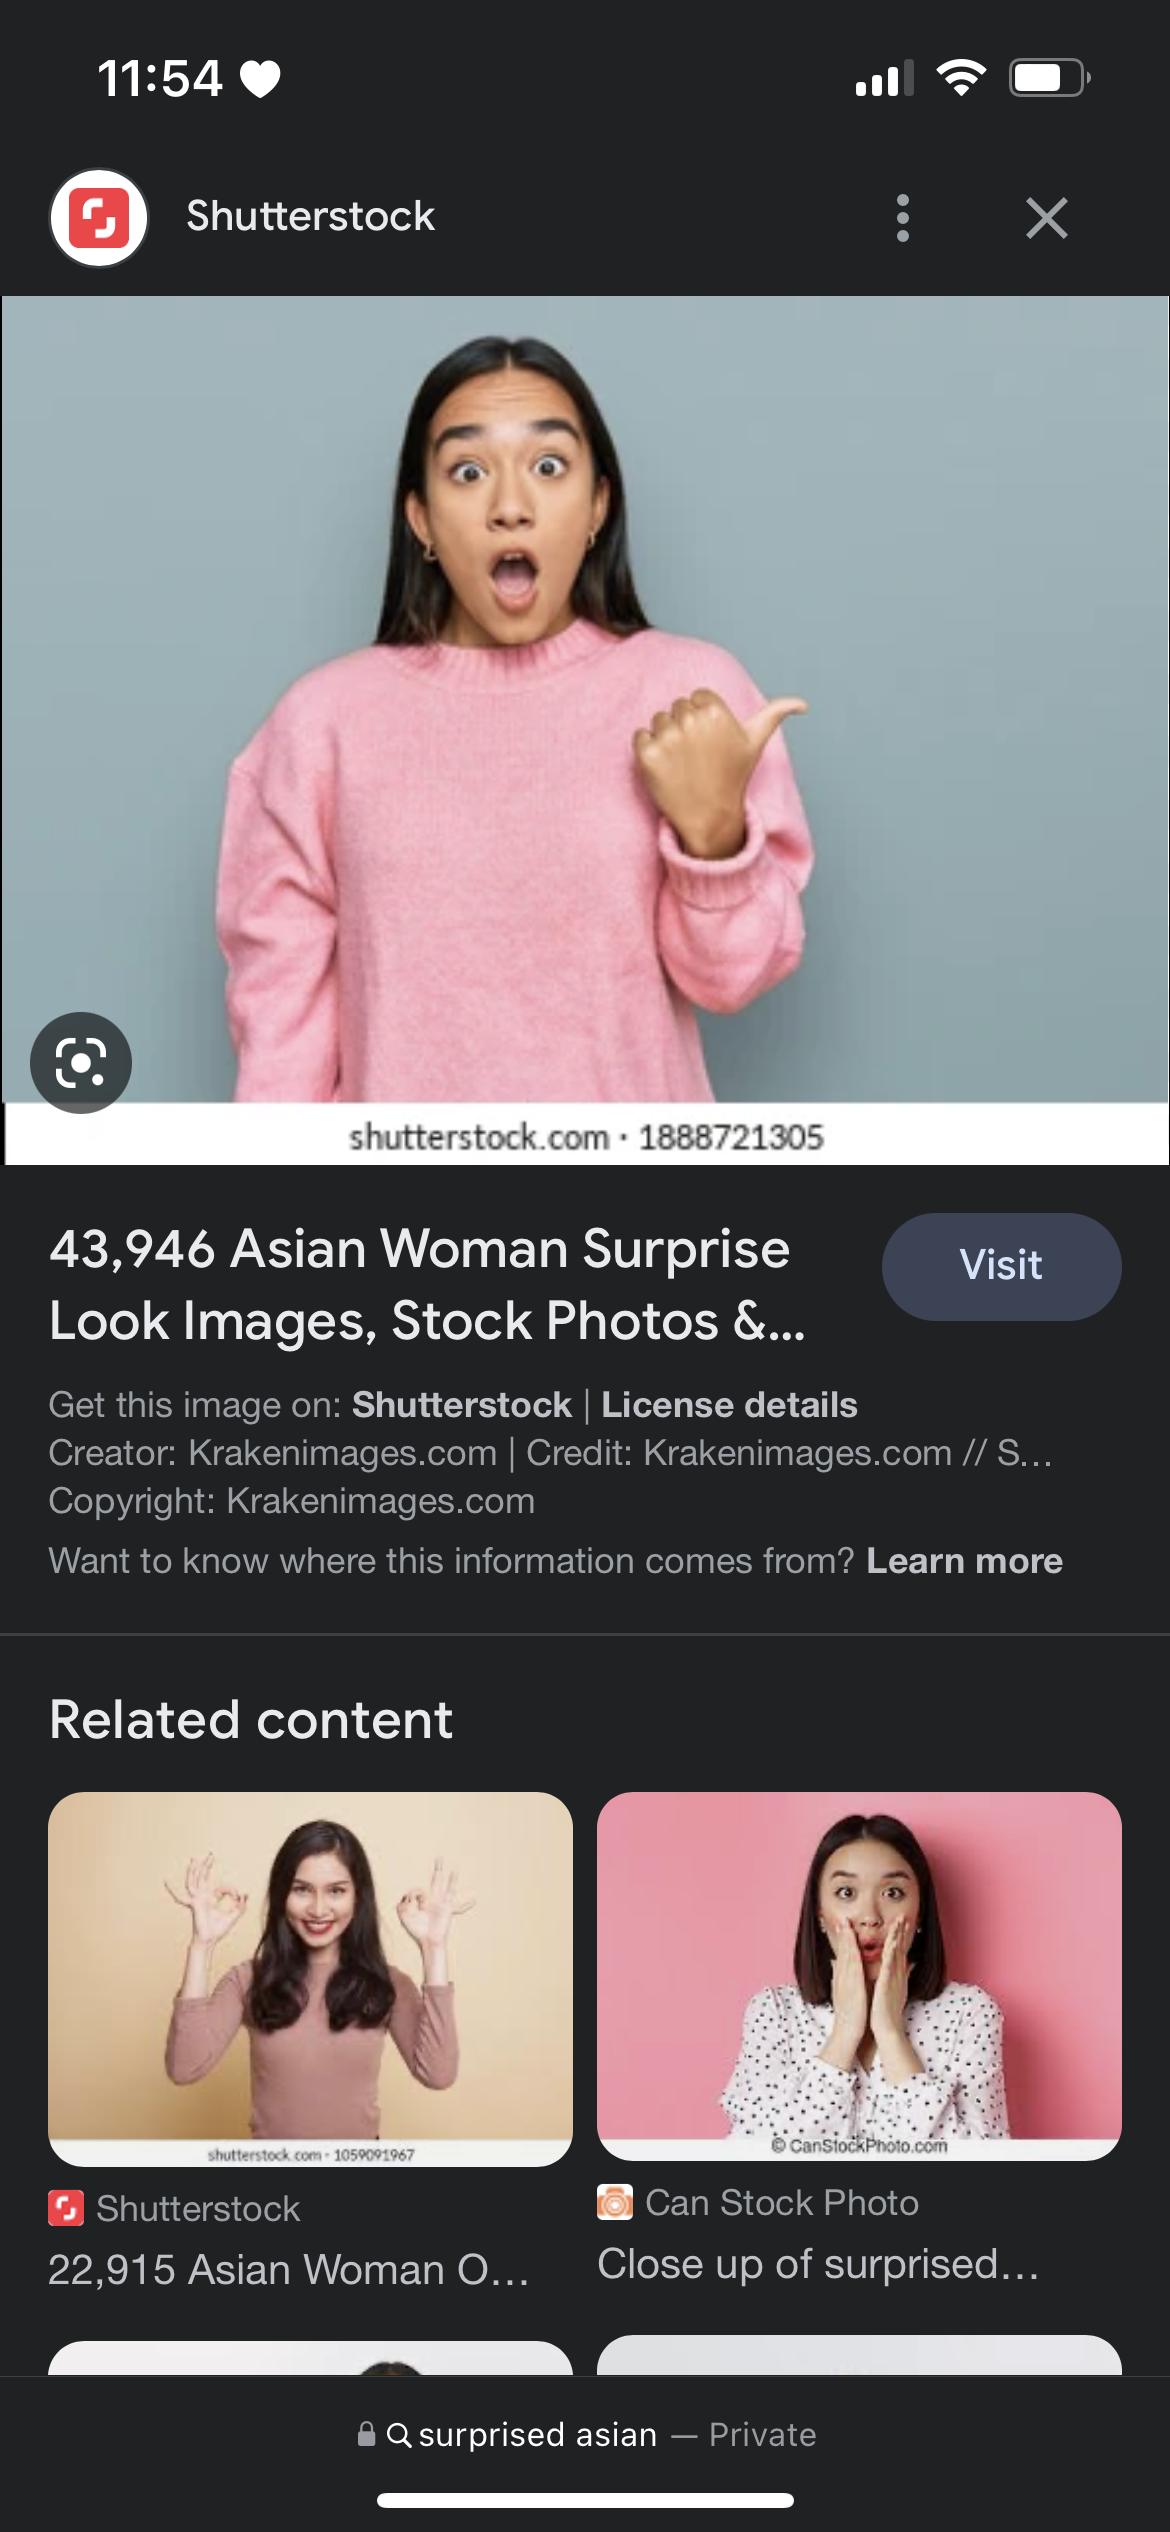 11:54
Shutterstock
shutterstock.com · 1888721305
43,946 Asian Woman Surprise
Look Images, Stock Photos &...
Visit
Get this image on: Shutterstock | License details
Creator: Krakenimages.com | Credit: Krakenimages.com // S...
Copyright: Krakenimages.com
Want to know where this information comes from? Learn more
Related content
shutterstock.com · 1059091967
© CanStockPhoto.com
Shutterstock
Can Stock Photo
22,915 Asian Woman O...
Close up of surprised...
surprised asian — Private